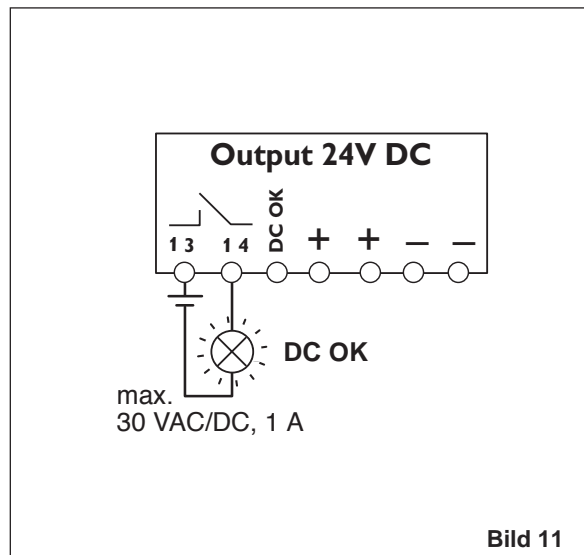 Output 24V DC
13 14 DC OK + + – –
DC OK
max.
30 VAC/DC, 1 A
Bild 11